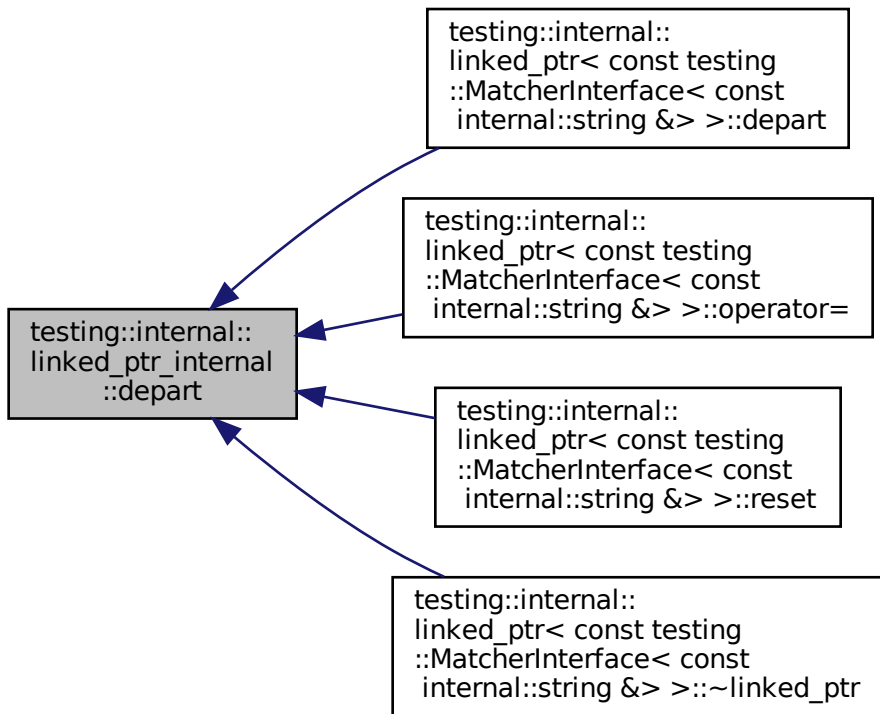 testing::internal::
linked_ptr< const testing
::MatcherInterface< const
internal::string &> >::depart
testing::internal::
linked_ptr< const testing
::MatcherInterface< const
internal::string &> >::operator=
testing::internal::
linked_ptr_internal
::depart
testing::internal::
linked_ptr< const testing
::MatcherInterface< const
internal::string &> >::reset
testing::internal::
linked_ptr< const testing
::MatcherInterface< const
internal::string &> >::~linked_ptr